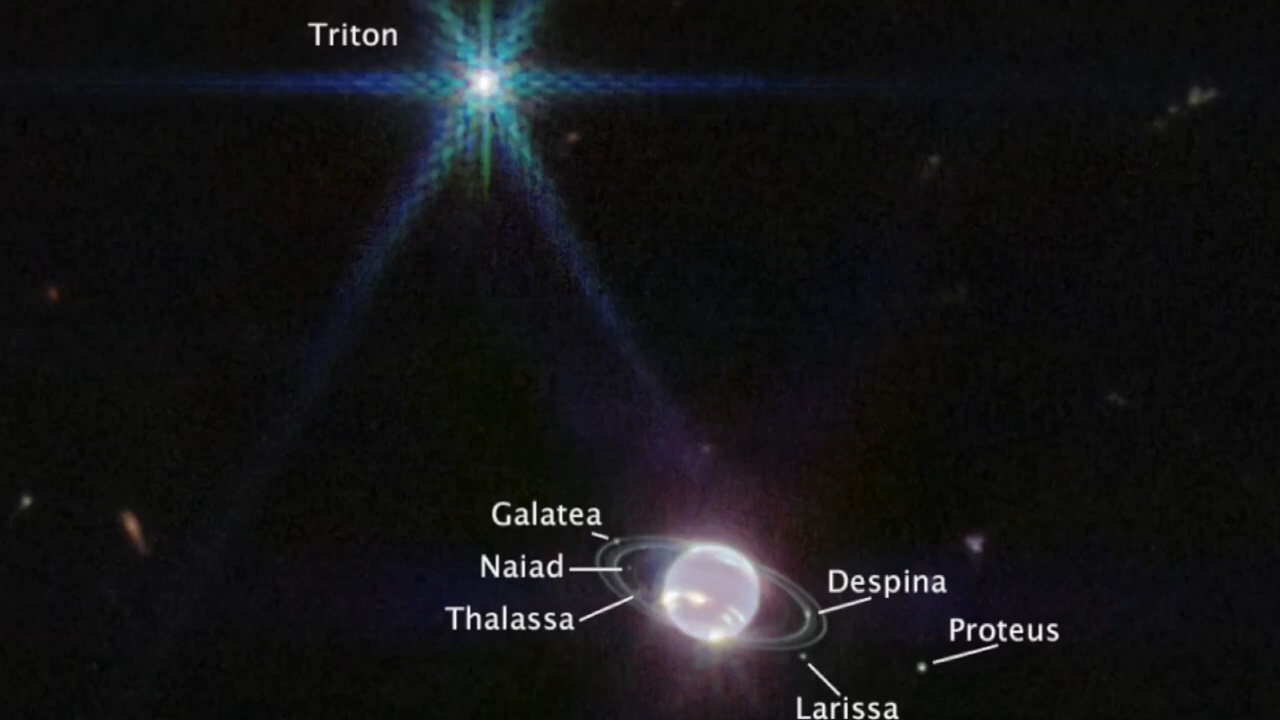 Triton
Galatea
Naiad
Thalassa
Despina
Proteus
Larissa